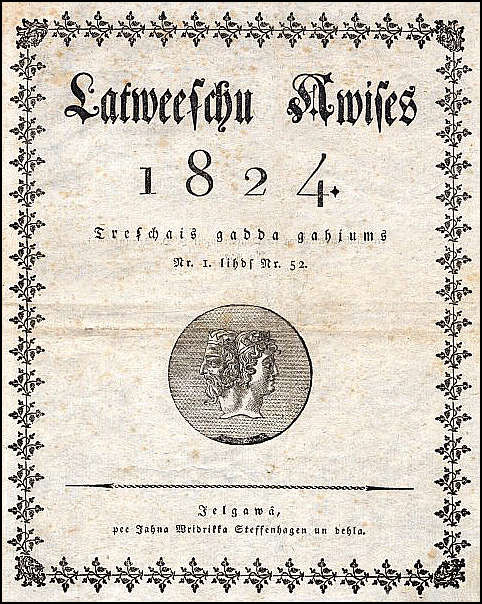 Latweeſchu Awiſes
1824.
Treſchais gadda gahjums
Nr. 1. lihdſ Nr. 52.
Jelgawâ,
pee Jahna Wridrikka Steffenhagen un dehla.